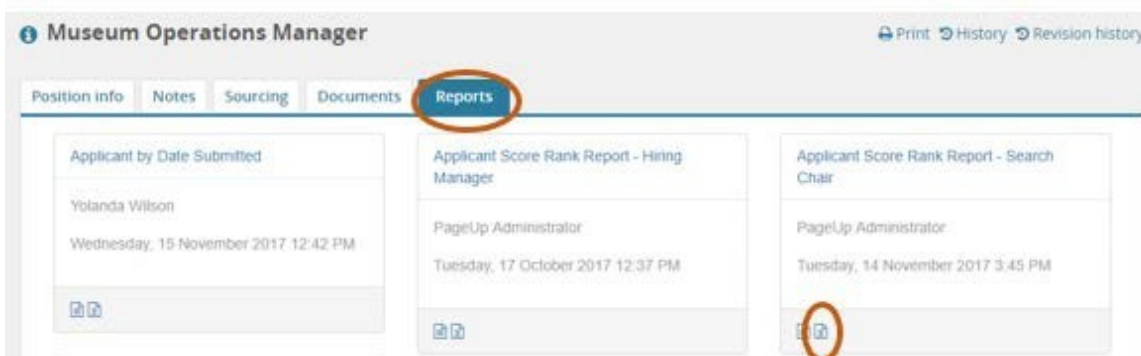 Museum Operations Manager
Print History Revision history
Position info Notes Sourcing Documents Reports
Applicant by Date Submitted
Yolanda Wilson
Wednesday, 15 November 2017 12:42 PM
Applicant Score Rank Report - Hiring
Manager
PageUp Administrator
Tuesday, 17 October 2017 12:37 PM
Applicant Score Rank Report - Search
Chair
PageUp Administrator
Tuesday, 14 November 2017 3:45 PM